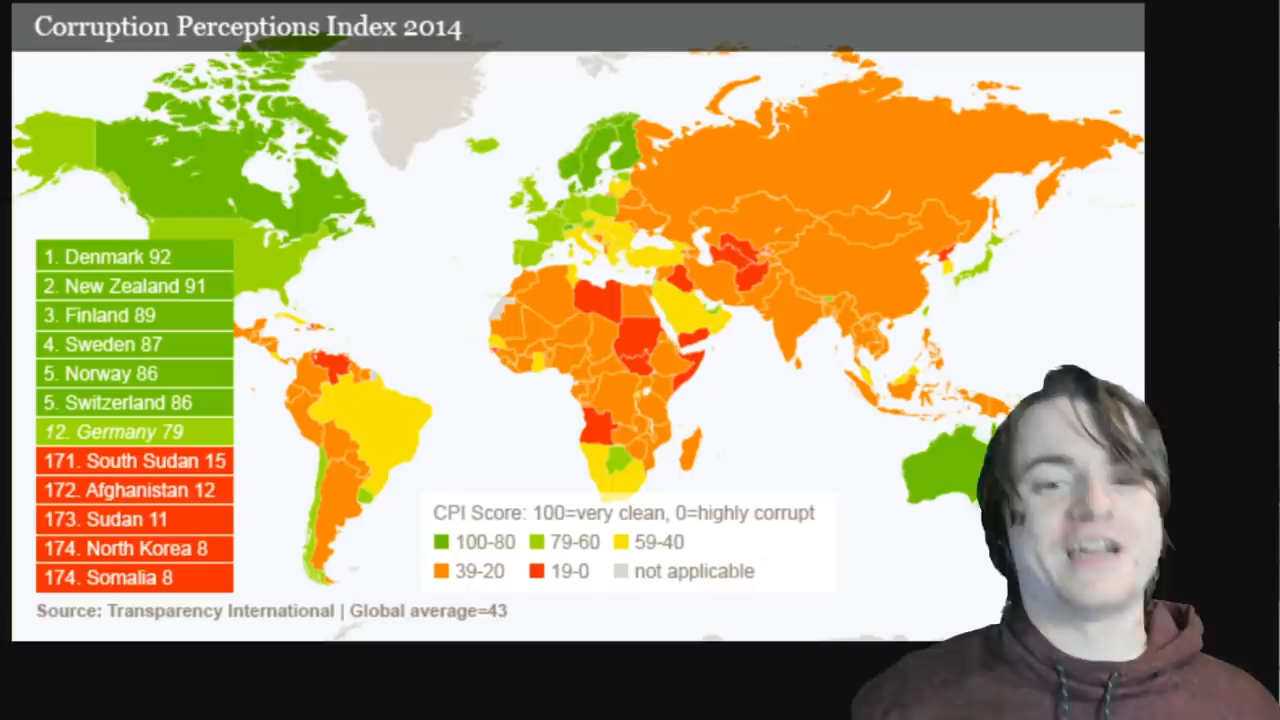 Corruption Perceptions Index 2014
1. Denmark 92
2. New Zealand 91
3. Finland 89
4. Sweden 87
5. Norway 86
5. Switzerland 86
12. Germany 79
171. South Sudan 15
172. Afghanistan 12
173. Sudan 11
174. North Korea 8
174. Somalia 8
CPI Score: 100=very clean, 0=highly corrupt
100-80 79-60 59-40
39-20 19-0 not applicable
Source: Transparency International | Global average=43